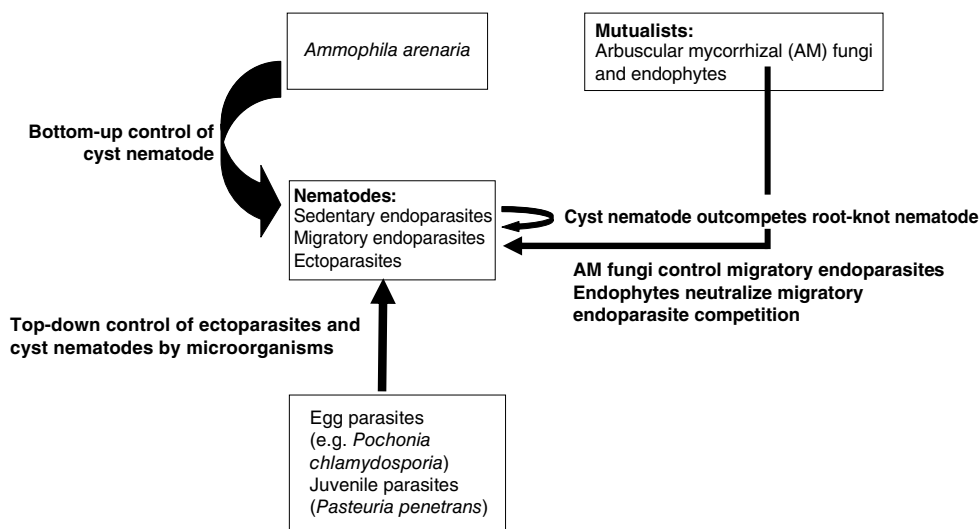 Ammophila arenaria
Mutualists:
Arbuscular mycorrhizal (AM) fungi
and endophytes
Bottom-up control of
cyst nematode
Nematodes:
Sedentary endoparasites
Migratory endoparasites
Ectoparasites
Cyst nematode outcompetes root-knot nematode
AM fungi control migratory endoparasites
Endophytes neutralize migratory
endoparasite competition
Top-down control of ectoparasites and
cyst nematodes by microorganisms
Egg parasites
(e.g. Pochonia
chlamydosporia)
Juvenile parasites
(Pasteuria penetrans)